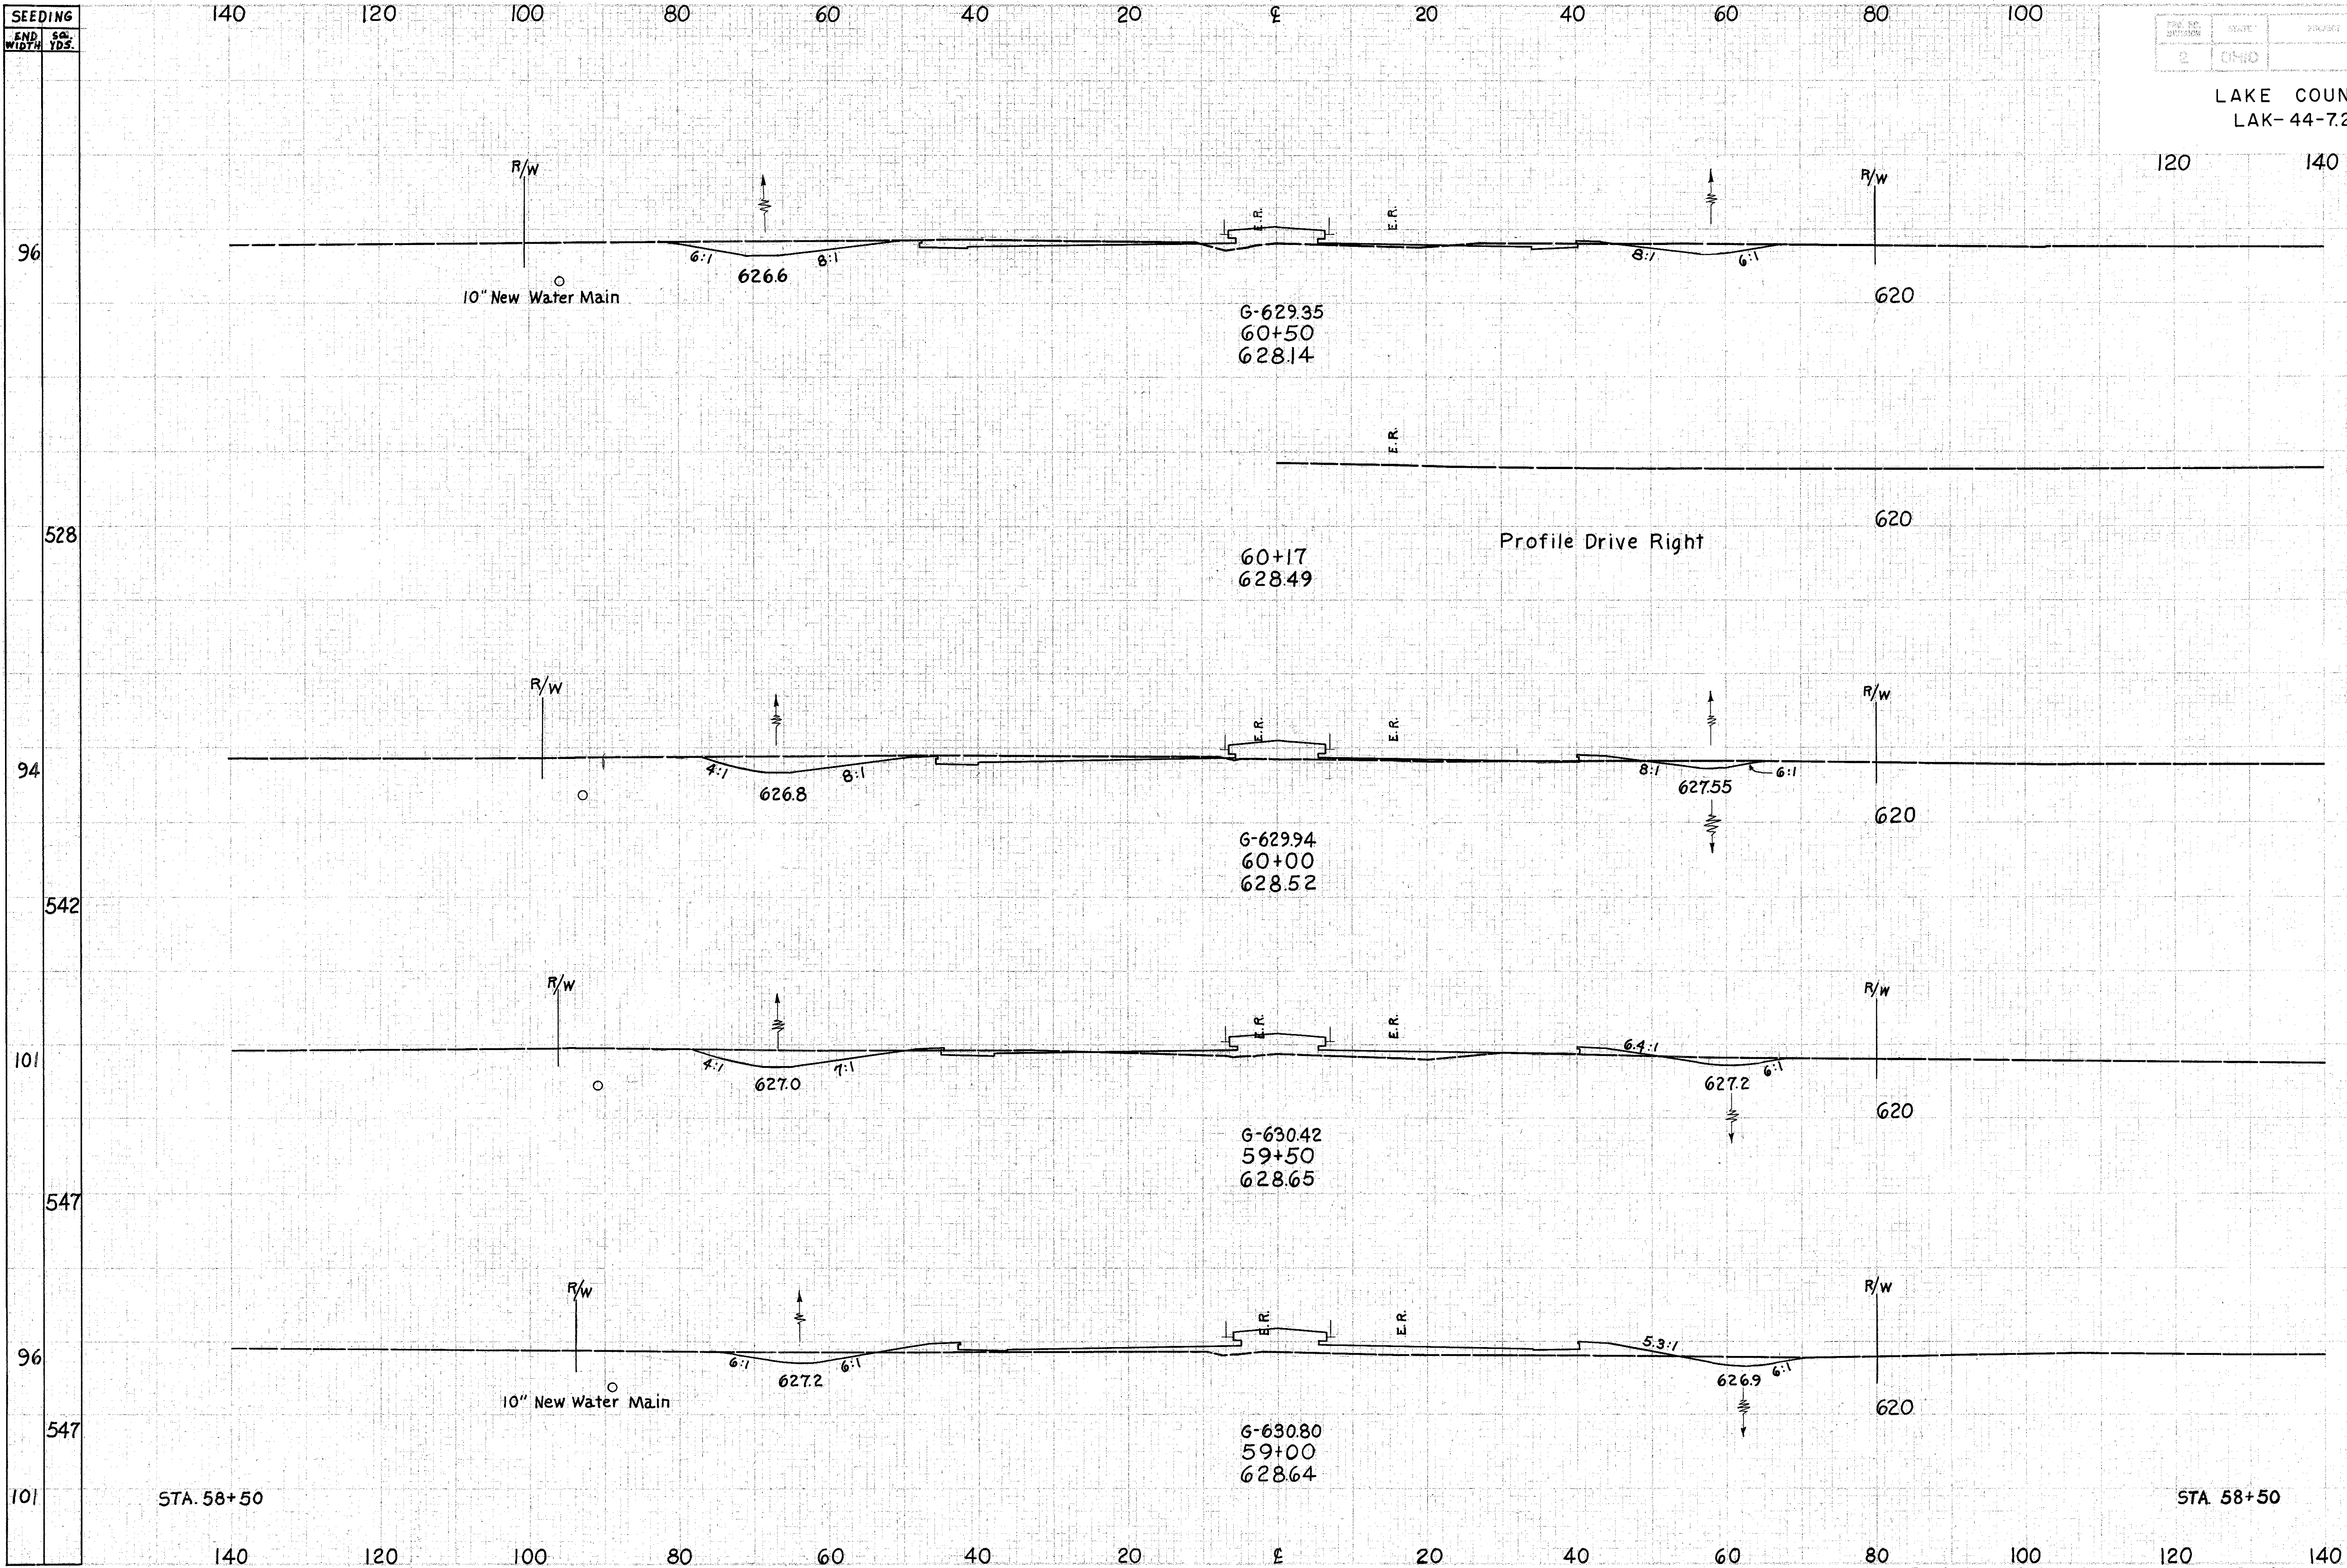 SEEDING
END WIDTH SQ. YDS.
140 120 100 80 60 40 20 ℄ 20 40 60 80 100
STATE
2 OHIO
LAKE COUN
LAK-44-7.2
120 140
R/W R/W
E.R. E.R.
96
6:1 8:1 8:1 6:1
626.6
10" New Water Main
620
G-629.35
60+50
628.14
E.R.
620
528
Profile Drive Right
60+17
628.49
R/W R/W
E.R. E.R.
94
4:1 8:1 8:1 6:1
626.8 627.55
620
G-629.94
60+00
628.52
542
R/W R/W
E.R. E.R.
101
4:1 7:1 6.4:1 6:1
627.0 627.2
620
G-630.42
59+50
628.65
547
R/W R/W
E.R. E.R.
96
6:1 6:1 5.3:1 6:1
627.2 626.9
10" New Water Main
620
547
G-630.80
59+00
628.64
101
STA. 58+50 STA. 58+50
140 120 100 80 60 40 20 ℄ 20 40 60 80 100 120 140